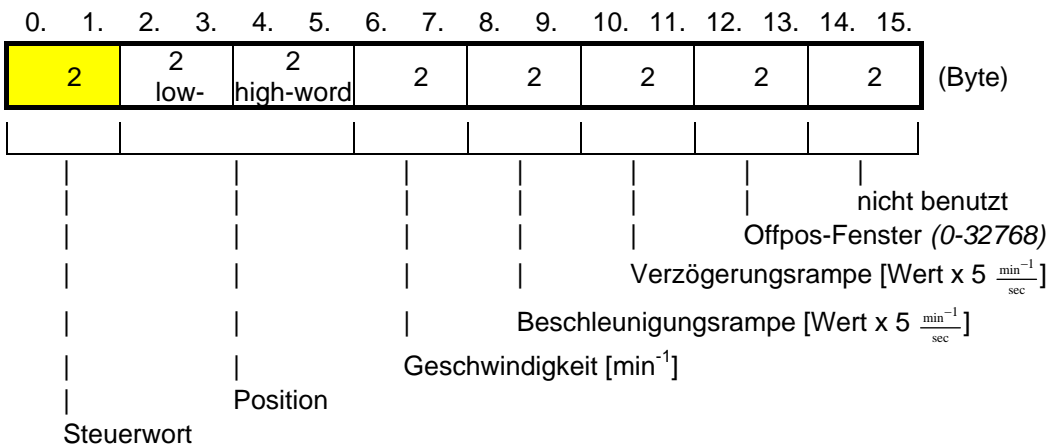 0. 1. 2. 3. 4. 5. 6. 7. 8. 9. 10. 11. 12. 13. 14. 15.
2 2 2 2 2 2 2 2 (Byte)
low- high-word
nicht benutzt
Offpos-Fenster (0-32768)
Verzögerungsrampe [Wert x 5 min⁻¹/sec]
Beschleunigungsrampe [Wert x 5 min⁻¹/sec]
Geschwindigkeit [min⁻¹]
Position
Steuerwort